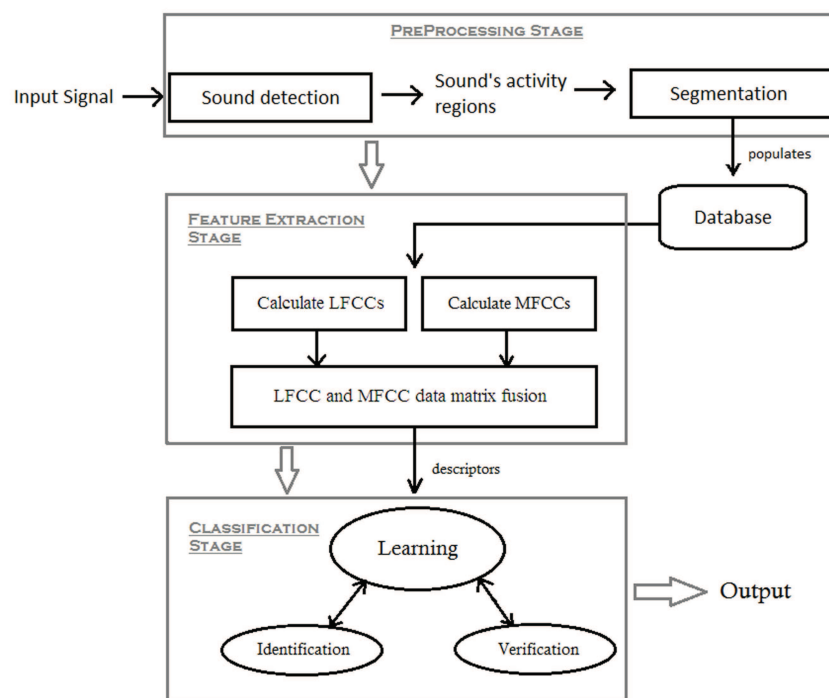 PREPROCESSING STAGE
Input Signal
Sound detection
Sound's activity
regions
Segmentation
populates
Database
FEATURE EXTRACTION
STAGE
Calculate LFCCs
Calculate MFCCs
LFCC and MFCC data matrix fusion
descriptors
CLASSIFICATION
STAGE
Learning
Identification
Verification
Output